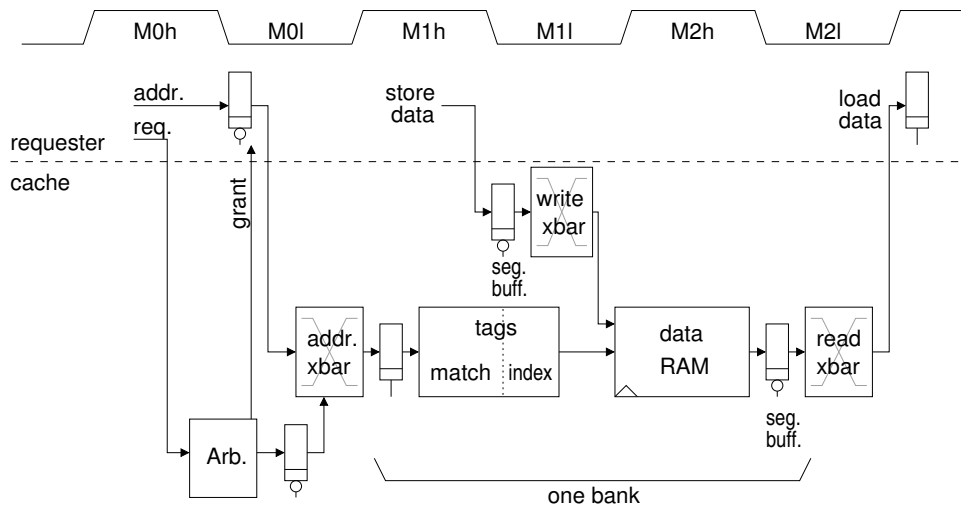 M0h M0l M1h M1l M2h M2l
addr.
req.
store
data
load
data
requester
cache
grant
write
xbar
seg.
buff.
addr.
xbar
tags
match index
data
RAM
read
xbar
seg.
buff.
Arb.
one bank